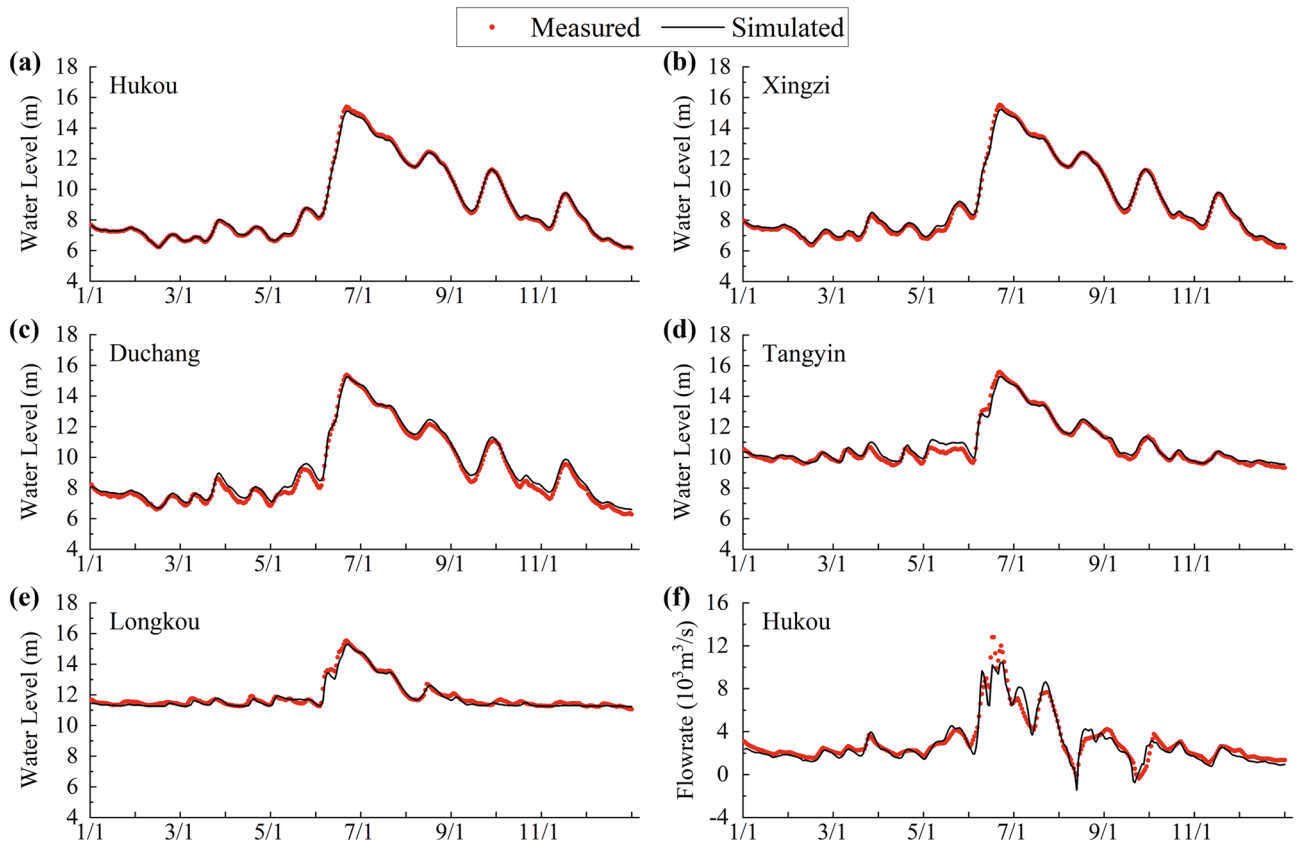 Measured Simulated
(a) Hukou
Water Level (m)
18
16
14
12
10
8
6
4
1/1 3/1 5/1 7/1 9/1 11/1
(b) Xingzi
Water Level (m)
18
16
14
12
10
8
6
4
1/1 3/1 5/1 7/1 9/1 11/1
(c) Duchang
Water Level (m)
18
16
14
12
10
8
6
4
1/1 3/1 5/1 7/1 9/1 11/1
(d) Tangyin
Water Level (m)
18
16
14
12
10
8
6
4
1/1 3/1 5/1 7/1 9/1 11/1
(e) Longkou
Water Level (m)
18
16
14
12
10
8
6
4
1/1 3/1 5/1 7/1 9/1 11/1
(f) Hukou
Flowrate (10³m³/s)
16
12
8
4
0
-4
1/1 3/1 5/1 7/1 9/1 11/1